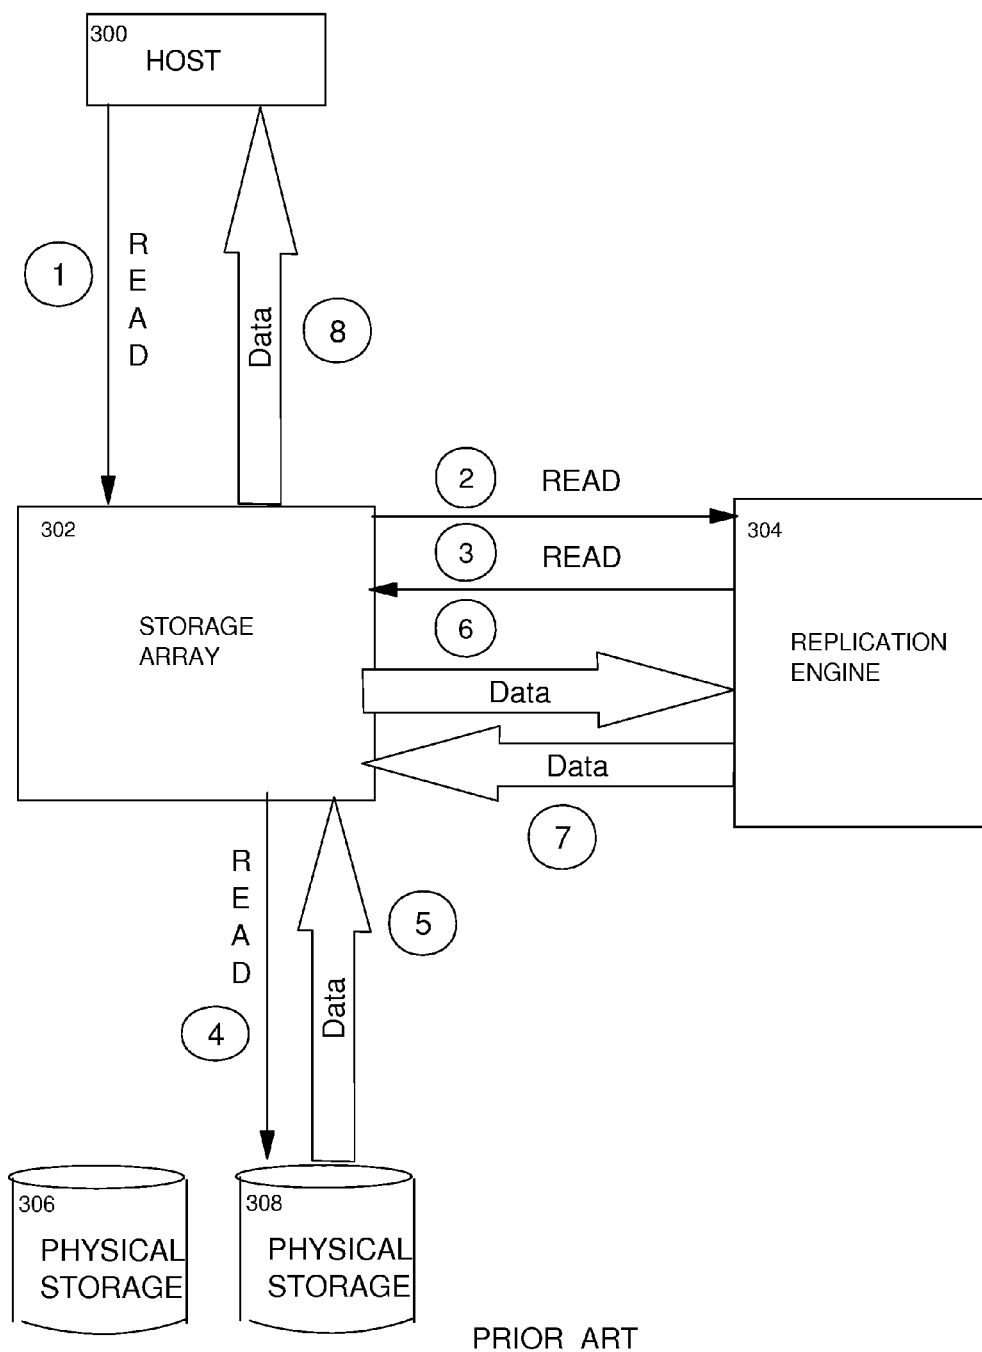 300
HOST
1
R
E
A
D
Data
8
2
READ
302
304
3
READ
6
STORAGE
ARRAY
REPLICATION
ENGINE
Data
Data
7
R
E
A
D
5
Data
4
306
308
PHYSICAL
STORAGE
PHYSICAL
STORAGE
PRIOR ART